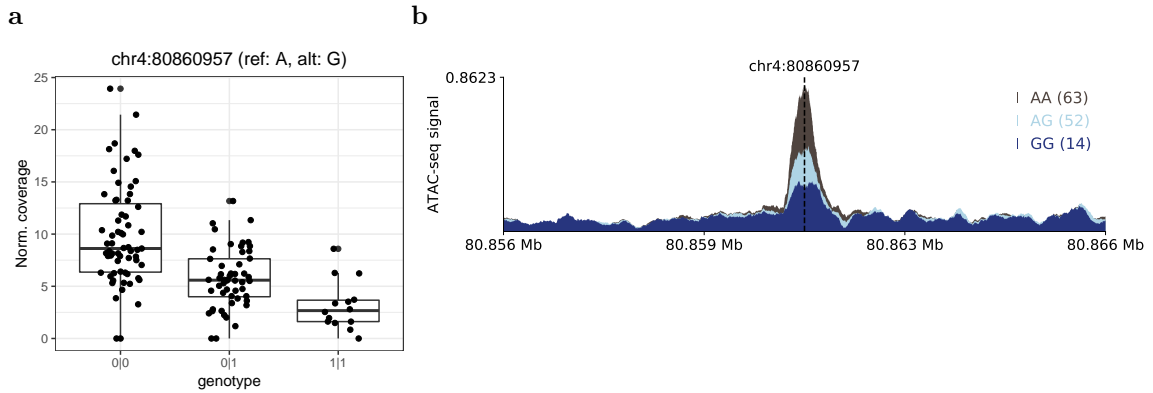 a
chr4:80860957 (ref: A, alt: G)
Norm. coverage
25
20
15
10
5
0
0|0
0|1
1|1
genotype
b
chr4:80860957
0.8623
ATAC-seq signal
AA (63)
AG (52)
GG (14)
80.856 Mb
80.859 Mb
80.863 Mb
80.866 Mb